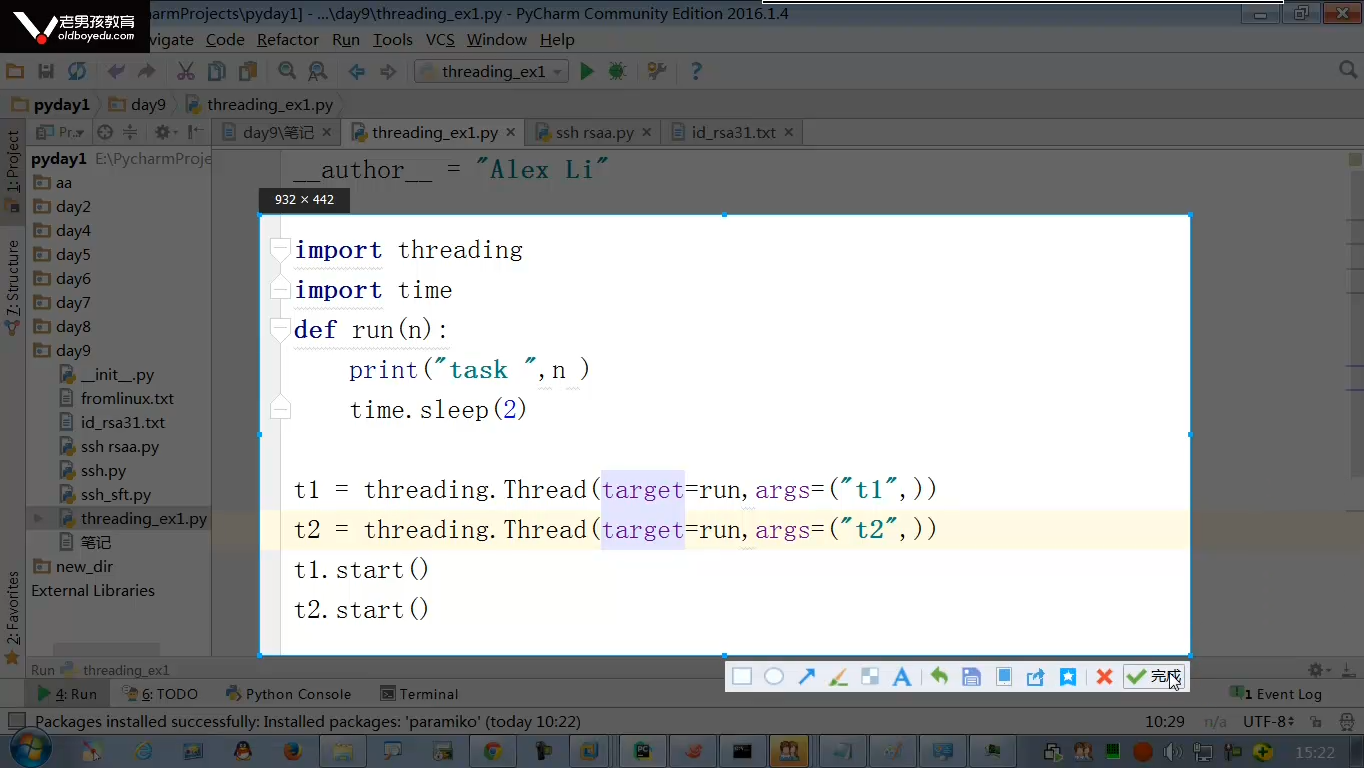 老男孩教育
oldboyedu.com
armProjects\pyday1] - ...\day9\threading_ex1.py - PyCharm Community Edition 2016.1.4
vigate Code Refactor Run Tools VCS Window Help
threading_ex1
pyday1 day9 threading_ex1.py
Pr.. day9\笔记 threading_ex1.py ssh rsaa.py id_rsa31.txt
1: Project
7: Structure
2: Favorites
pyday1 E:\PycharmProje
aa
day2
day4
day5
day6
day7
day8
day9
__init__.py
fromlinux.txt
id_rsa31.txt
ssh rsaa.py
ssh.py
ssh_sft.py
threading_ex1.py
笔记
new_dir
External Libraries
__author__ = "Alex Li"
932 × 442
import threading
import time
def run(n):
    print("task ",n )
    time.sleep(2)
t1 = threading.Thread(target=run,args=("t1",))
t2 = threading.Thread(target=run,args=("t2",))
t1.start()
t2.start()
A 完成
Run threading_ex1
4: Run 6: TODO Python Console Terminal 1 Event Log
Packages installed successfully: Installed packages: 'paramiko' (today 10:22) 10:29 n/a UTF-8
15:22